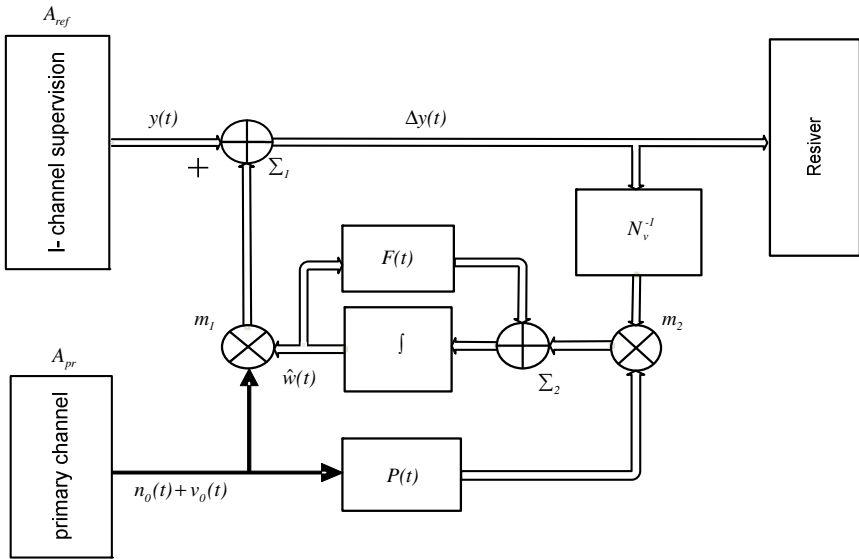 A_ref
I- channel supervision
y(t)
+
Σ_1
Δy(t)
Resiver
N_v^-1
F(t)
m_1
ŵ(t)
∫
Σ_2
m_2
A_pr
primary channel
n_0(t)+v_0(t)
P(t)